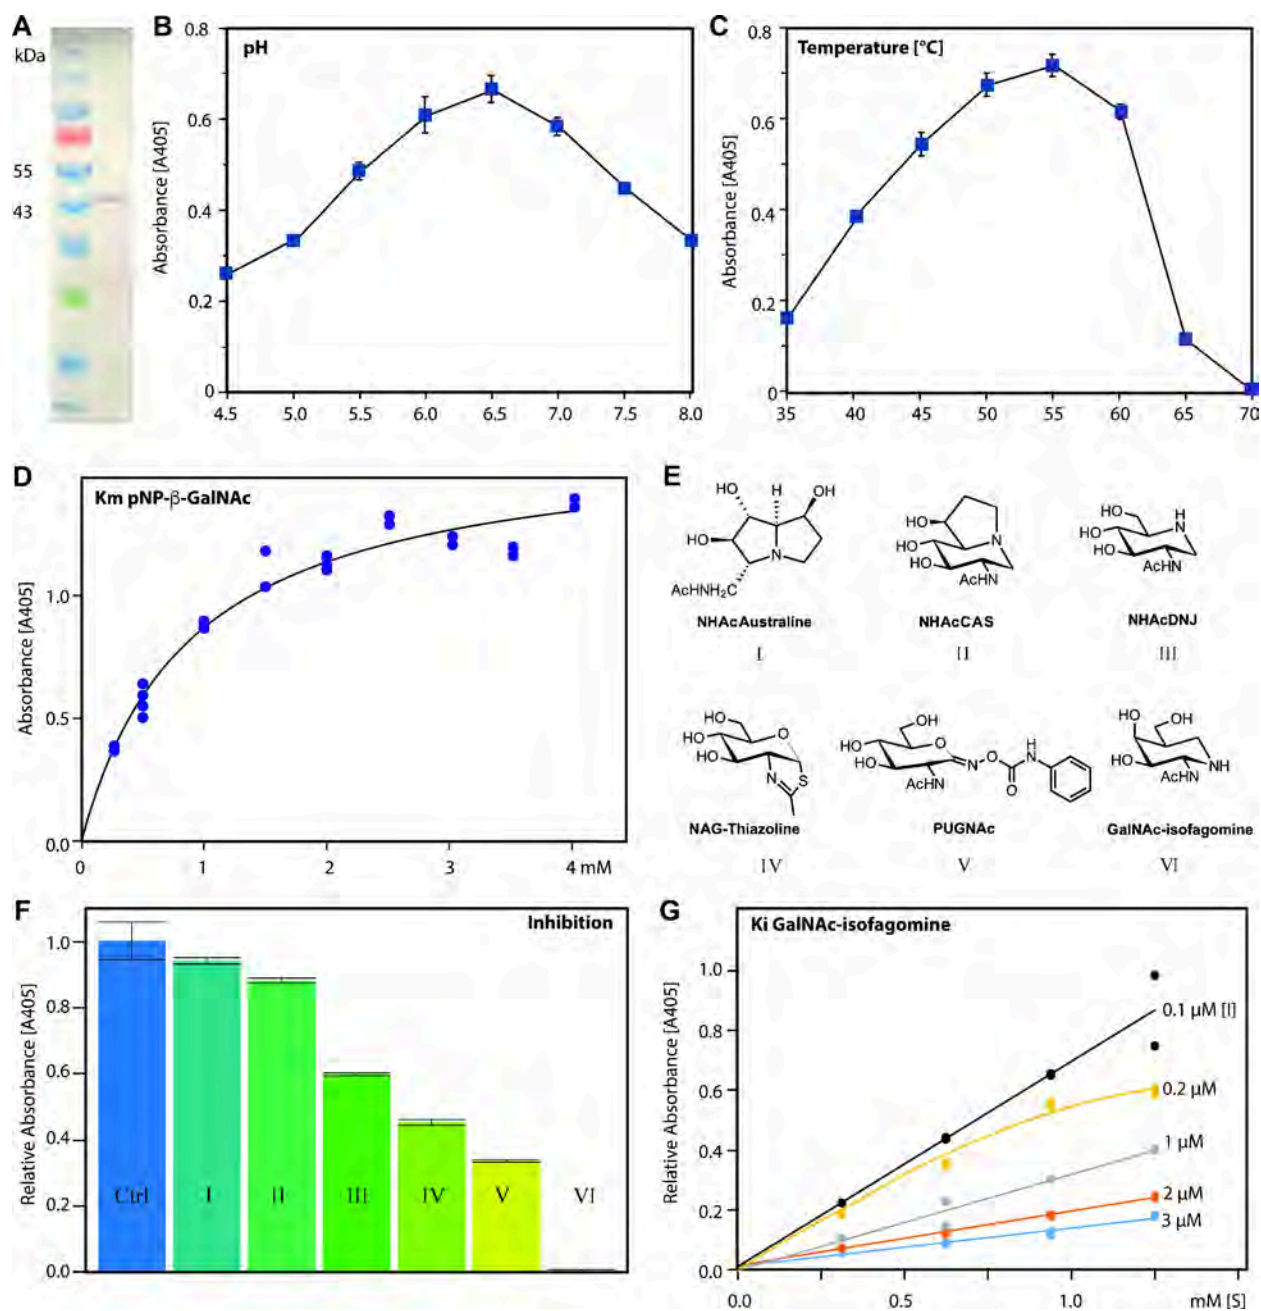 A
kDa
55
43
B
pH
Absorbance [A405]
0.8
0.6
0.4
0.2
0
4.5 5.0 5.5 6.0 6.5 7.0 7.5 8.0
C
Temperature [°C]
Absorbance [A405]
0.8
0.6
0.4
0.2
0
35 40 45 50 55 60 65 70
D
Km pNP-β-GalNAc
Absorbance [A405]
1.0
0.5
0.0
0 1 2 3 4 mM
E
HO H OH
HO
N
AcHNH₂C
NHAcAustraline
I
HO
HO
HO
N
AcHN
NHAcCAS
II
HO
HO
HO
H
N
AcHN
NHAcDNJ
III
HO
HO
HO
O
N
S
NAG-Thiazoline
IV
OH
HO
HO
O
AcHN
N
O
O
H
N
PUGNAc
V
HO
OH
HO
AcHN
NH
GalNAc-isofagomine
VI
F
Inhibition
Relative Absorbance [A405]
1.0
0.8
0.6
0.4
0.2
0.0
Ctrl I II III IV V VI
G
Ki GalNAc-isofagomine
Relative Absorbance [A405]
1.0
0.8
0.6
0.4
0.2
0.0
0.1 µM [I]
0.2 µM
1 µM
2 µM
3 µM
0.0 0.5 1.0 mM [S]